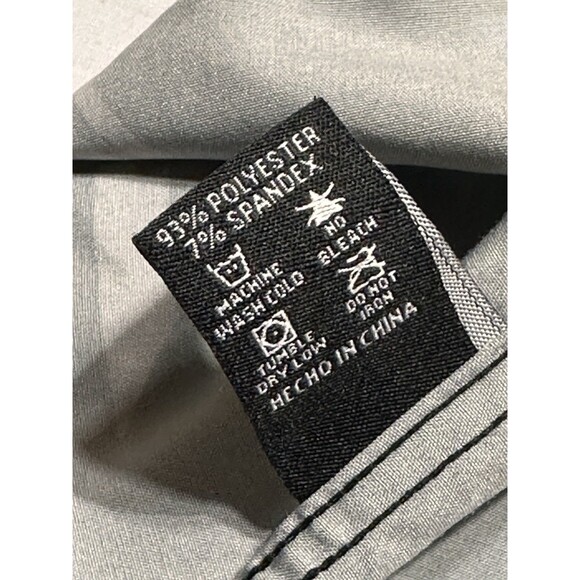 93% POLYESTER
7% SPANDEX
MACHINE
WASH COLD
NO
BLEACH
TUMBLE
DRY LOW
DO NOT
IRON
HECHO IN CHINA